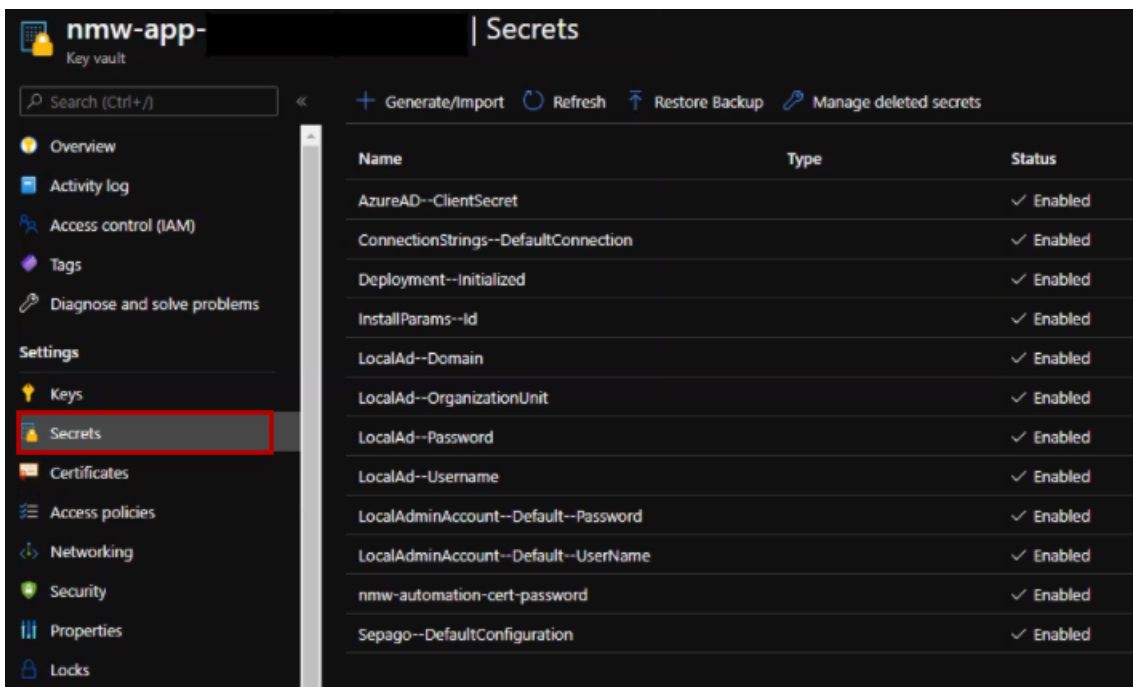 nmw-app- | Secrets
Key vault
Search (Ctrl+/) «
Overview
Activity log
Access control (IAM)
Tags
Diagnose and solve problems
Settings
Keys
Secrets
Certificates
Access policies
Networking
Security
Properties
Locks
+ Generate/Import Refresh Restore Backup Manage deleted secrets
Name Type Status
AzureAD--ClientSecret ✓ Enabled
ConnectionStrings--DefaultConnection ✓ Enabled
Deployment--Initialized ✓ Enabled
InstallParams--Id ✓ Enabled
LocalAd--Domain ✓ Enabled
LocalAd--OrganizationUnit ✓ Enabled
LocalAd--Password ✓ Enabled
LocalAd--Username ✓ Enabled
LocalAdminAccount--Default--Password ✓ Enabled
LocalAdminAccount--Default--UserName ✓ Enabled
nmw-automation-cert-password ✓ Enabled
Sepago--DefaultConfiguration ✓ Enabled